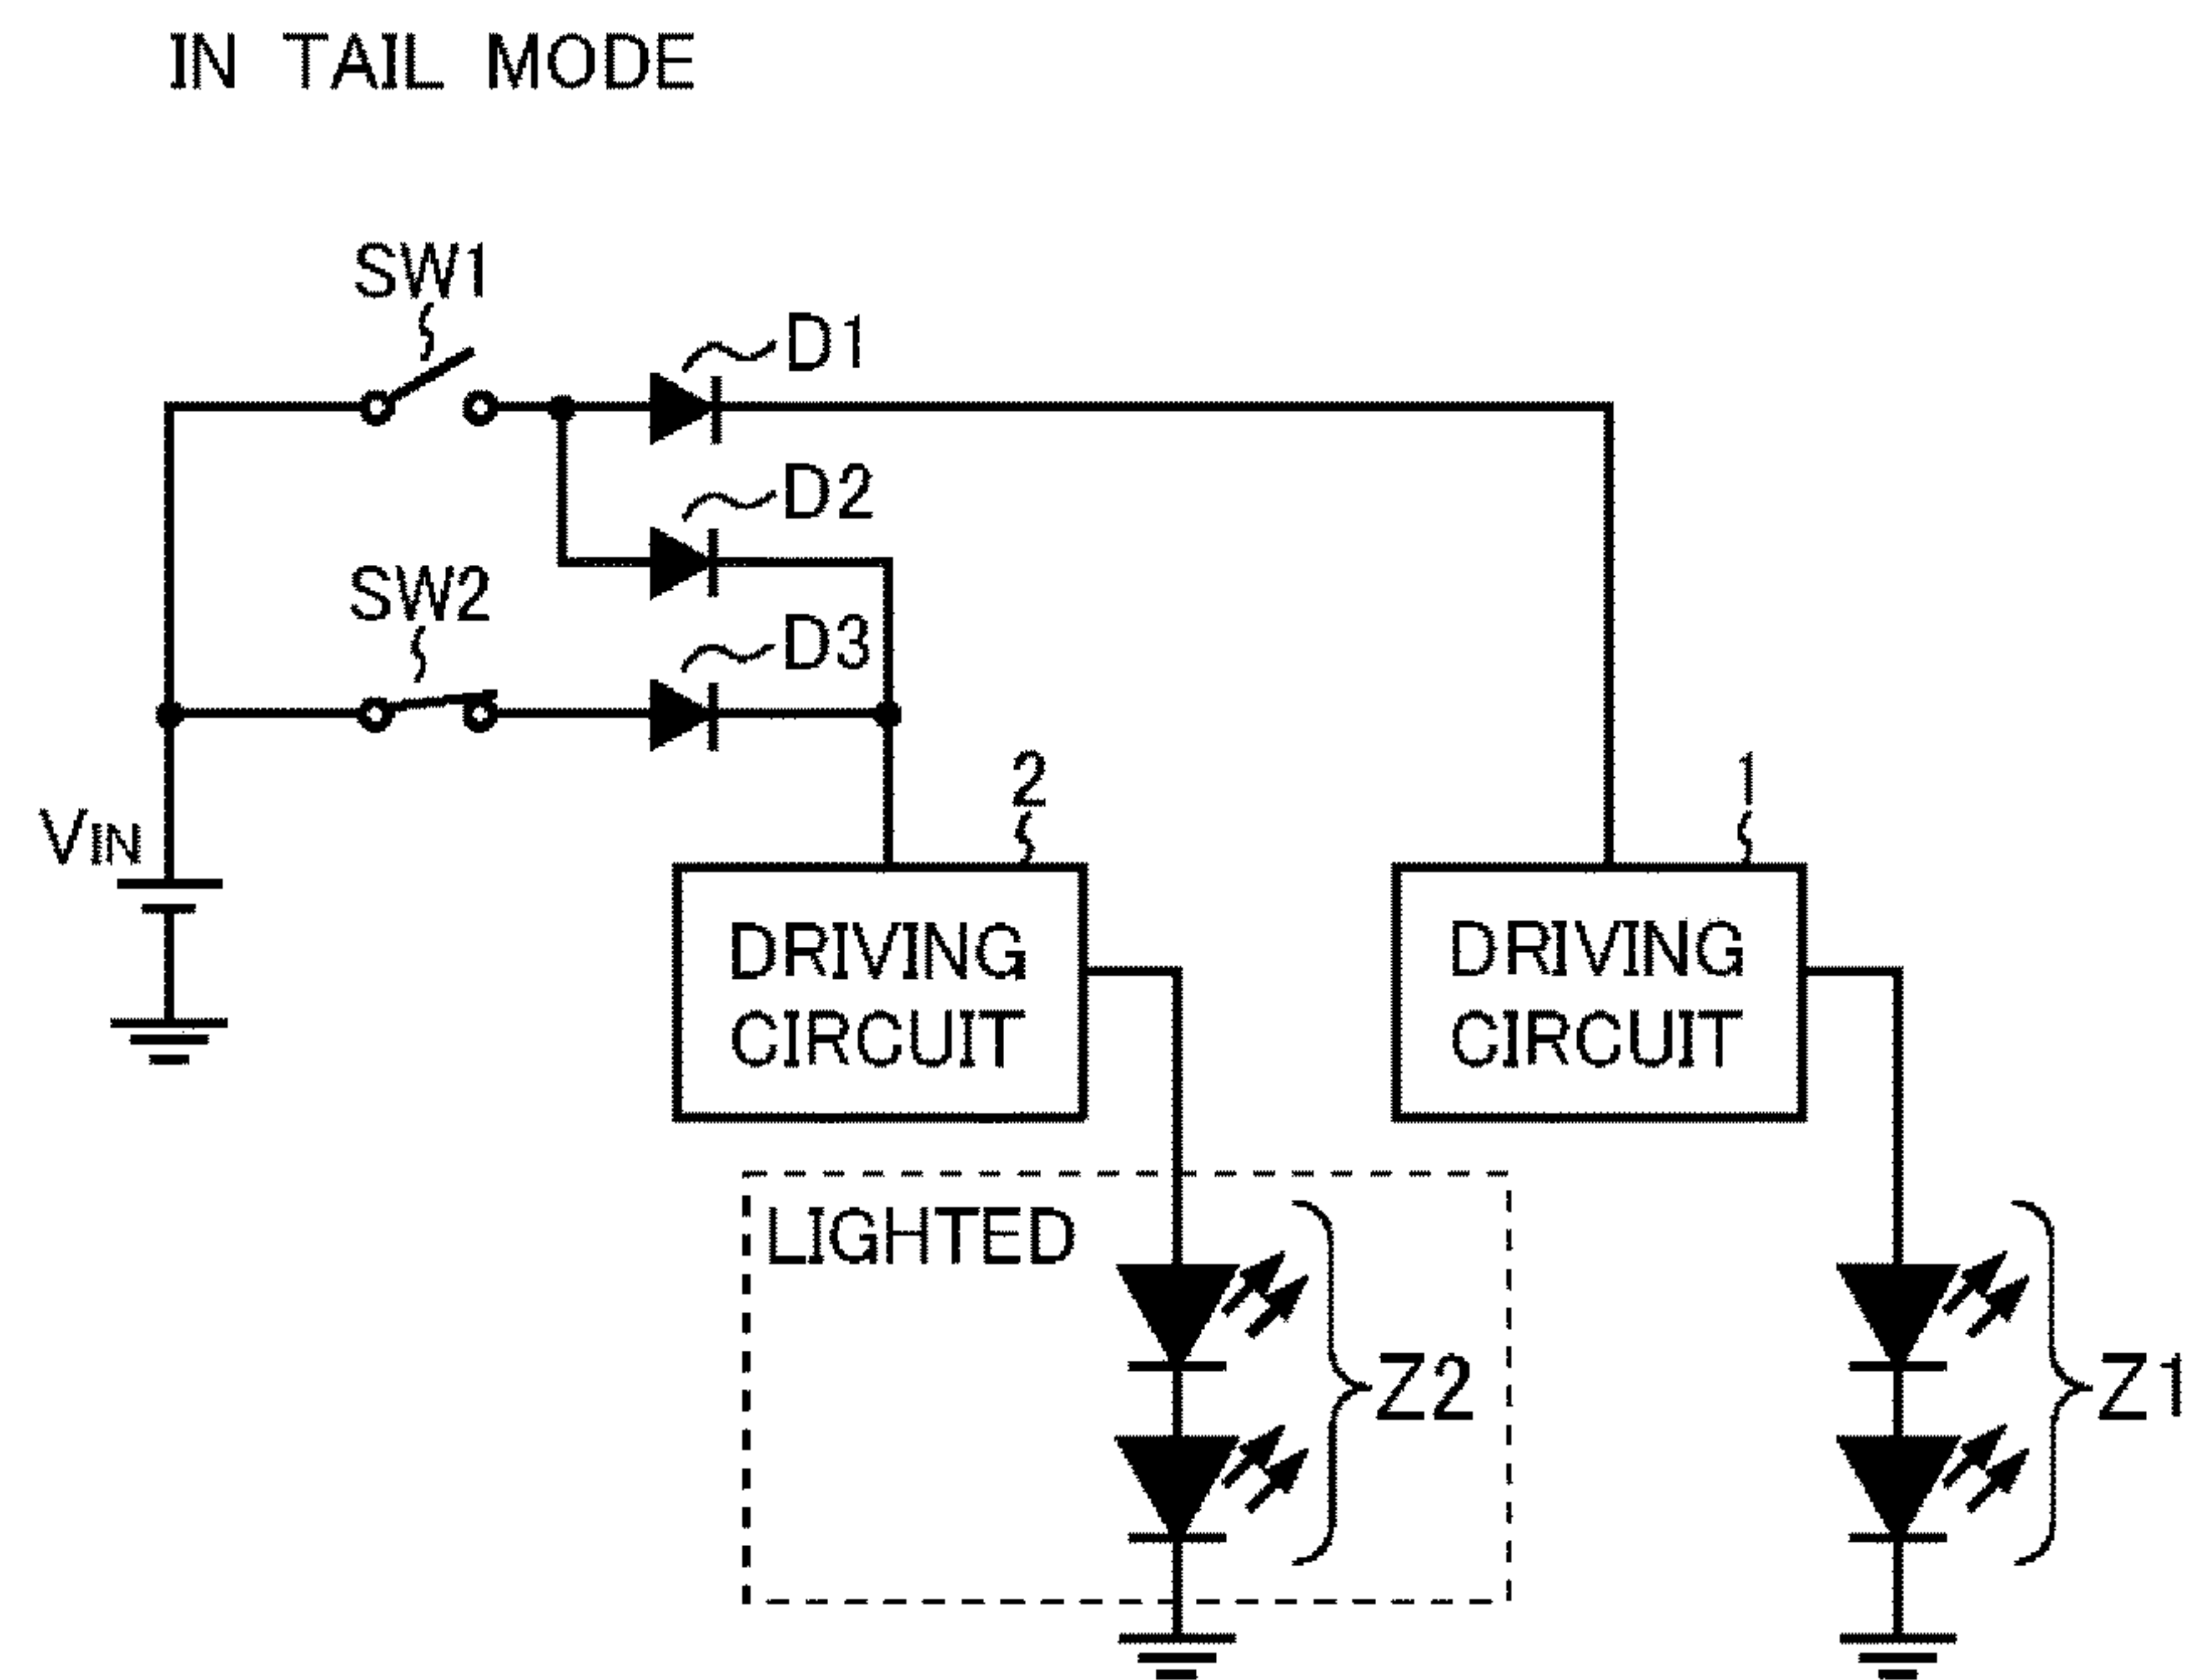 IN TAIL MODE
SW1
D1
D2
SW2
D3
VIN
2
1
DRIVING
CIRCUIT
DRIVING
CIRCUIT
LIGHTED
Z2
Z1